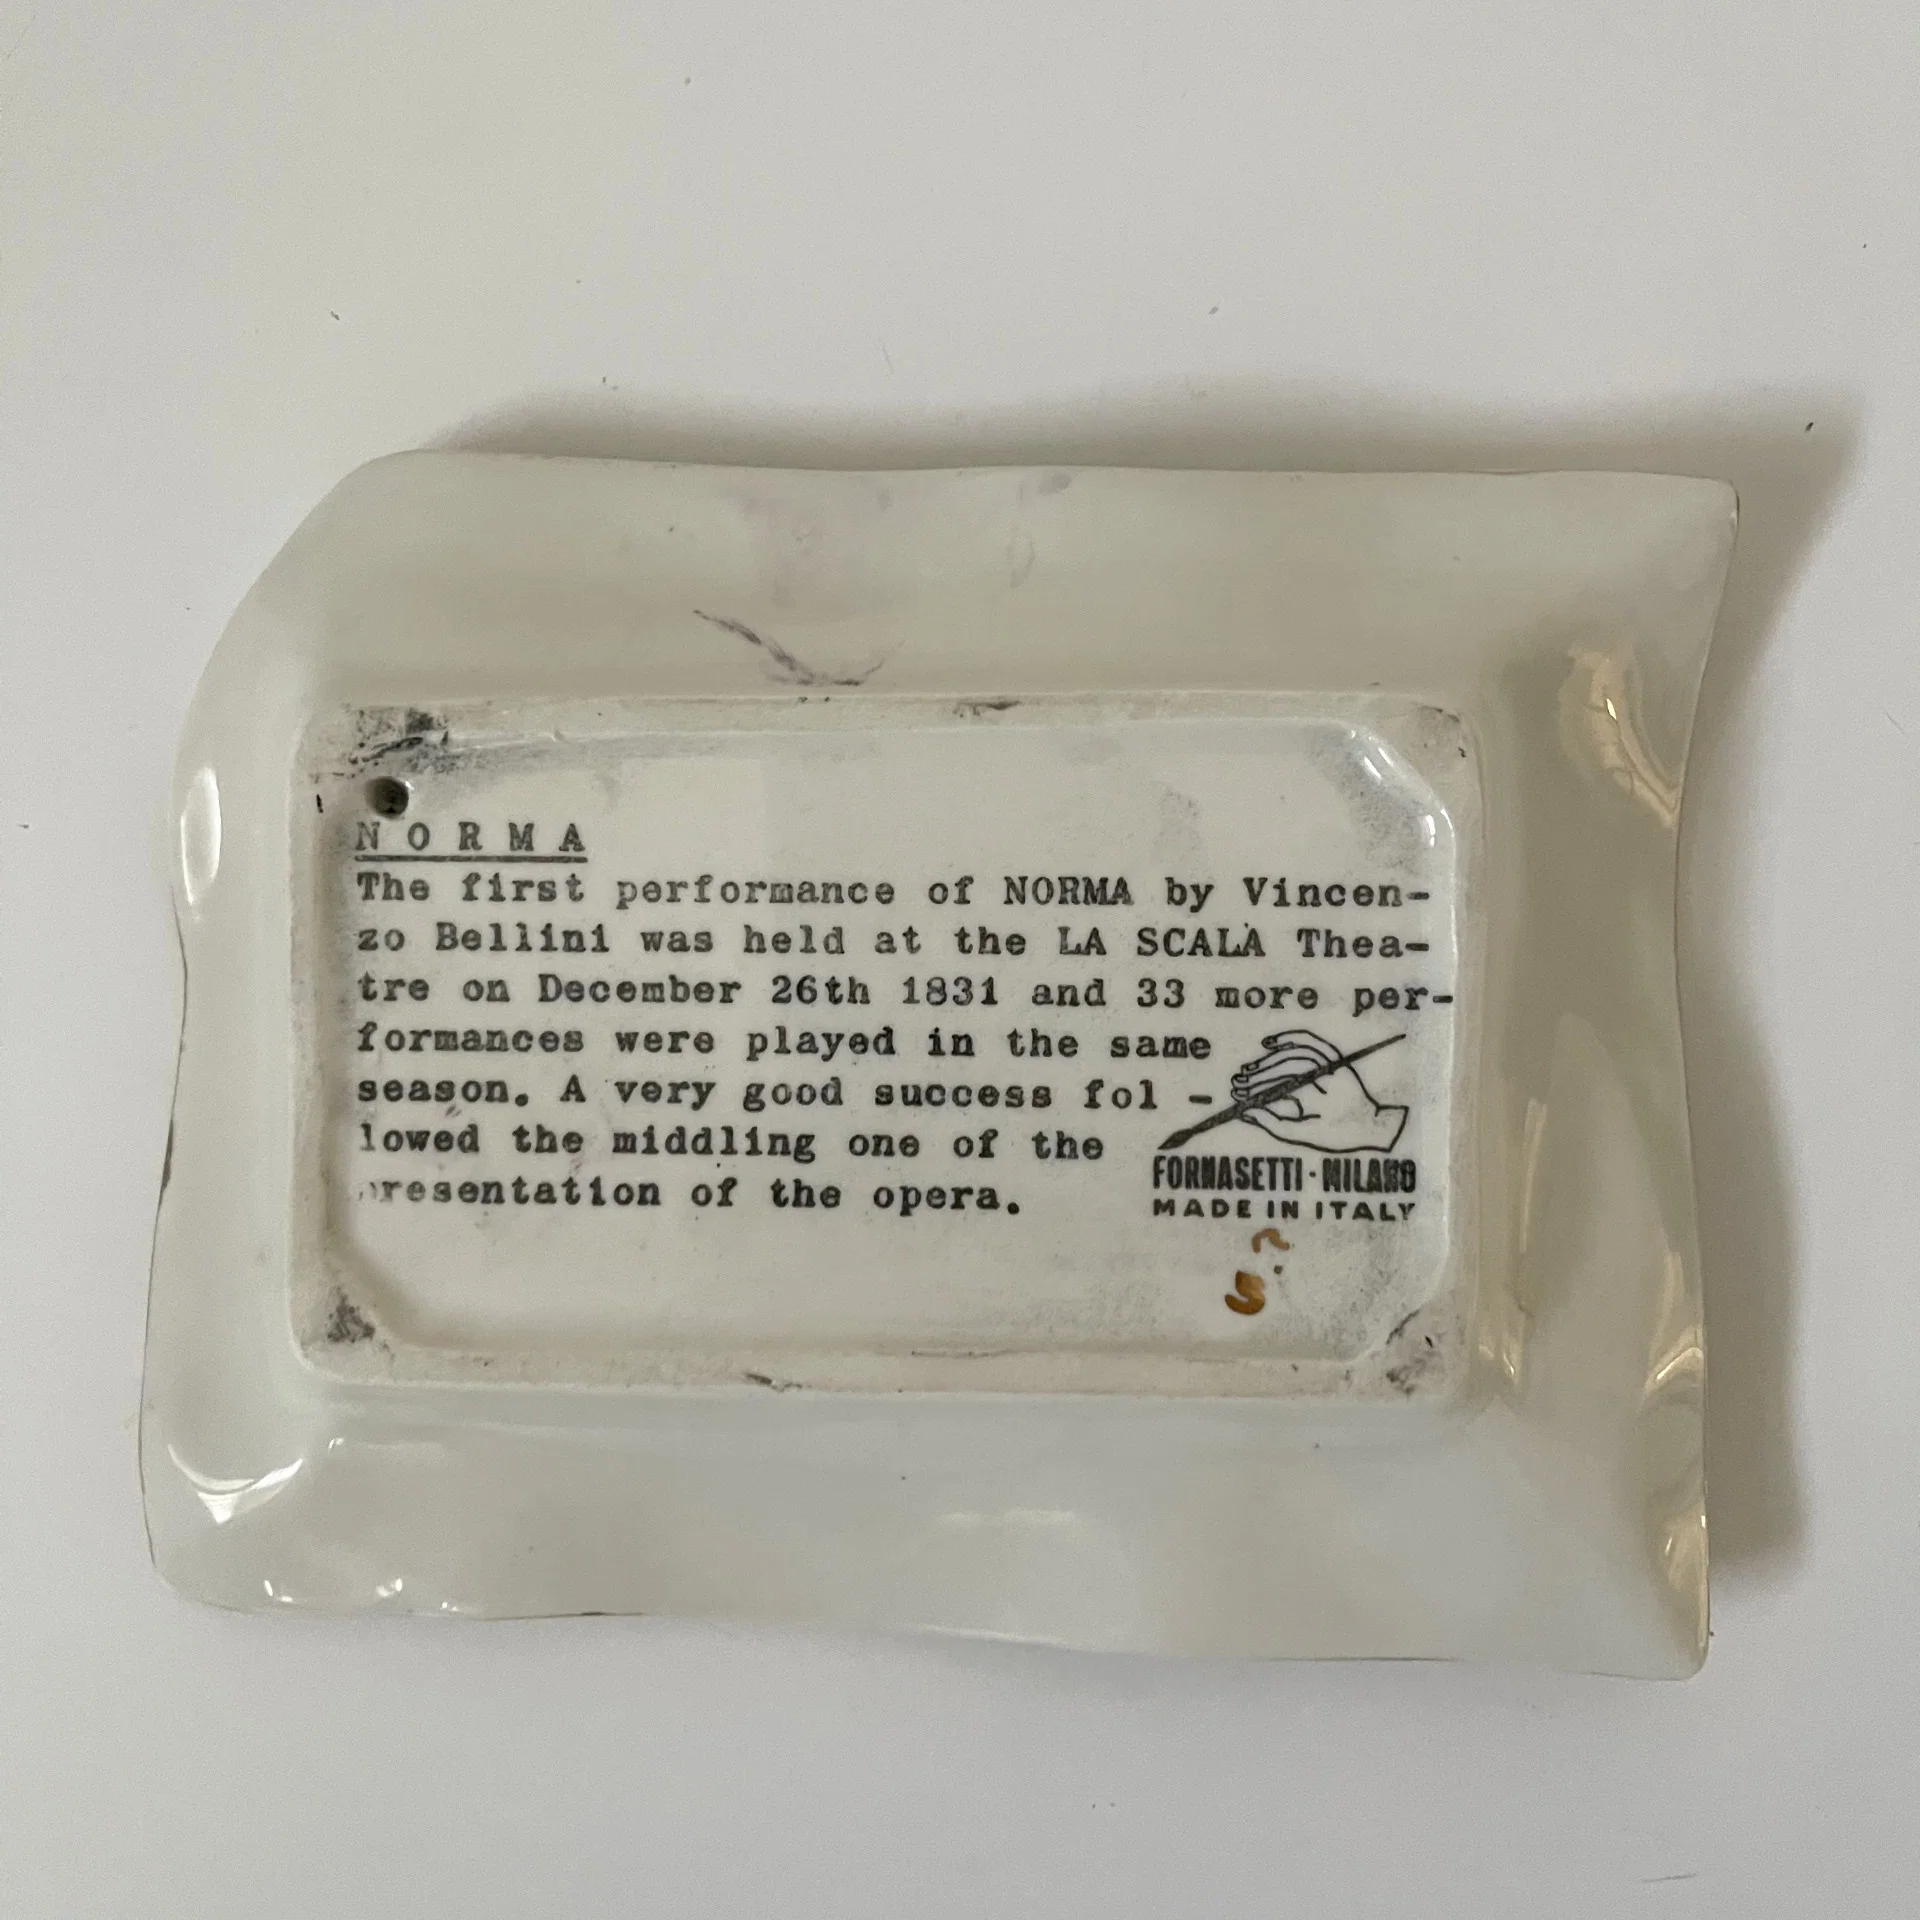 N O R M A
The first performance of NORMA by Vincen-
zo Bellini was held at the LA SCALA Thea-
tre on December 26th 1831 and 33 more per-
formances were played in the same
season. A very good success fol -
lowed the middling one of the
presentation of the opera.
FORNASETTI · MILANO
MADE IN ITALY